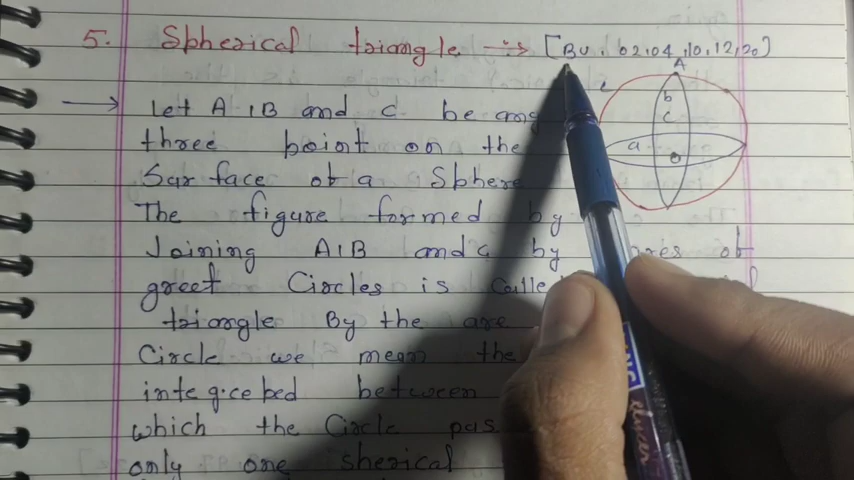 5. Spherical triangle → [BU. 02,04,10,12,20]
Let A,B and C be any
three point on the
Surface of a Sphere
The figure formed by
Joining A,B and C by of
great Circles is
triangle By the arc
Circle we mean the
between
which the Circle
only one sherical
A
b
c
a